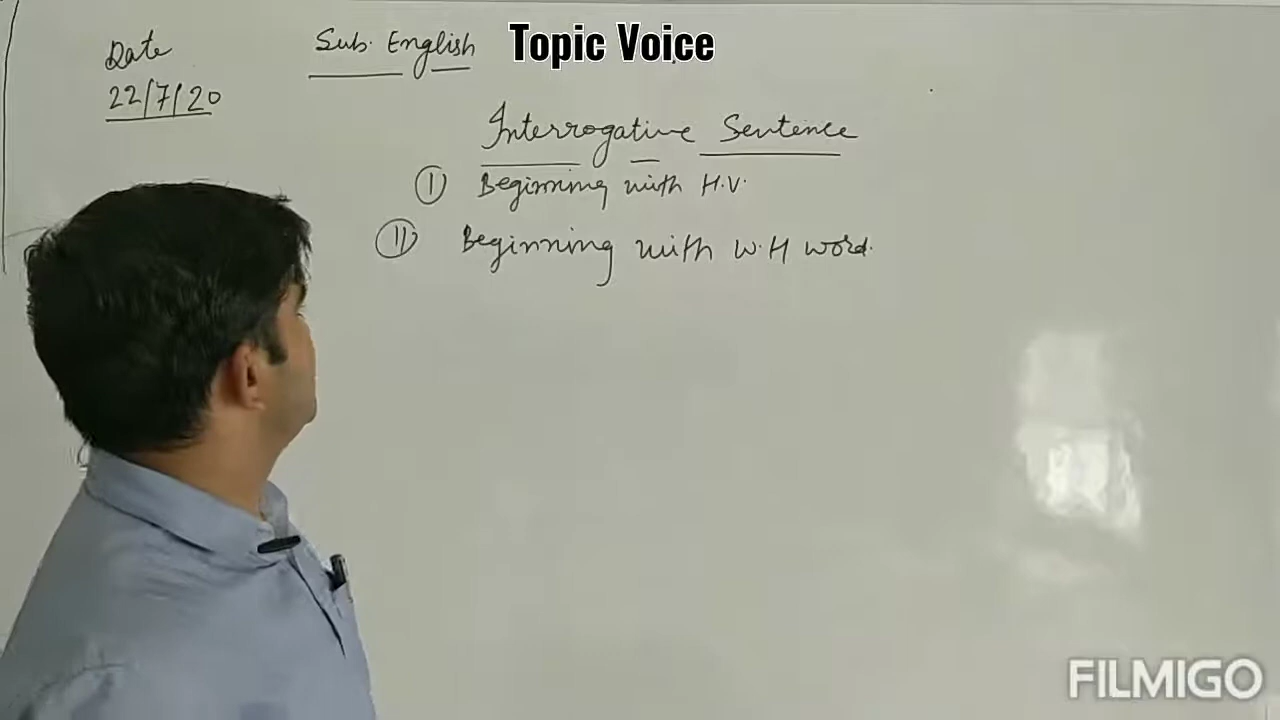 Date
22/7/20
Sub. English
Topic Voice
Interrogative Sentence
I Beginning with H.V.
II Beginning with W.H word.
FILMIGO